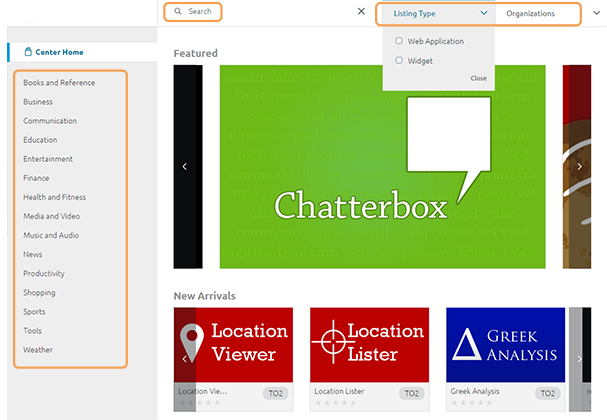 Search
Listing Type
Organizations
Web Application
Widget
Close
Center Home
Books and Reference
Business
Communication
Education
Entertainment
Finance
Health and Fitness
Media and Video
Music and Audio
News
Productivity
Shopping
Sports
Tools
Weather
Featured
Chatterbox
New Arrivals
Location
Viewer
Location Vie...
TO2
Location
Lister
Location Lister
TO2
Greek
Analysis
Greek Analysis
TO2